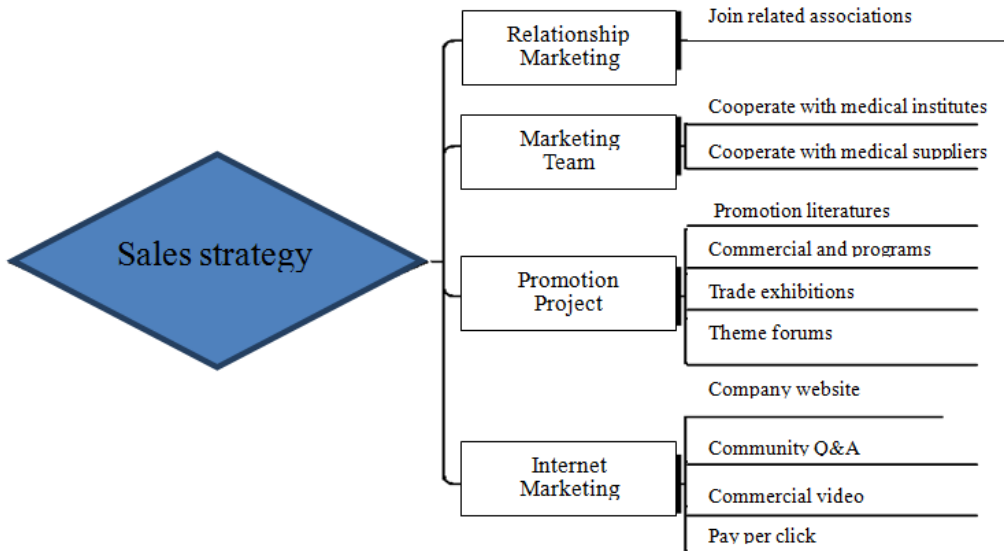 Sales strategy
Relationship
Marketing
Join related associations
Marketing
Team
Cooperate with medical institutes
Cooperate with medical suppliers
Promotion
Project
Promotion literatures
Commercial and programs
Trade exhibitions
Theme forums
Internet
Marketing
Company website
Community Q&A
Commercial video
Pay per click